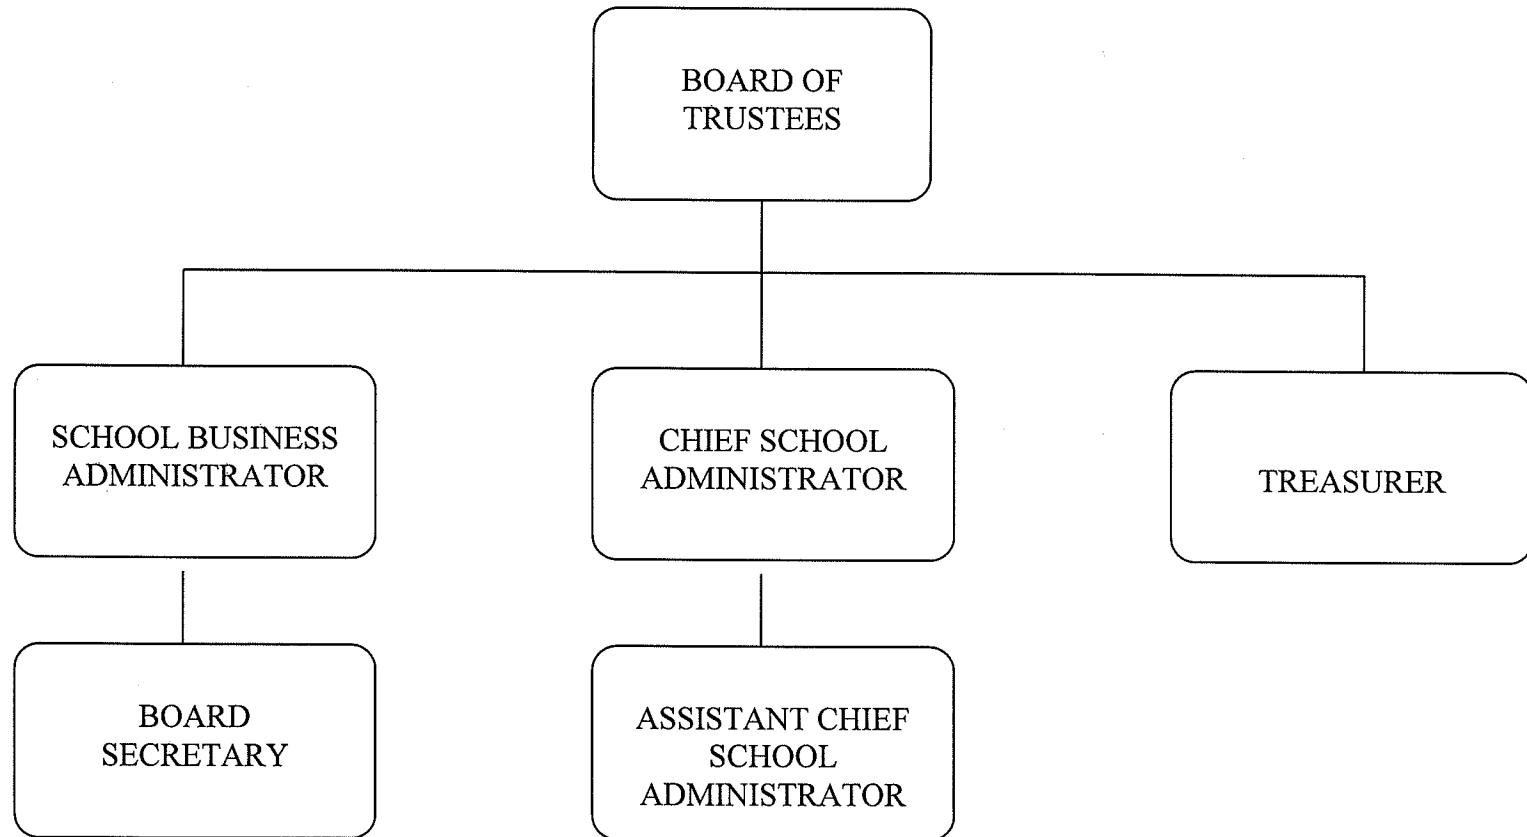 BOARD OF
TRUSTEES
SCHOOL BUSINESS
ADMINISTRATOR
CHIEF SCHOOL
ADMINISTRATOR
TREASURER
BOARD
SECRETARY
ASSISTANT CHIEF
SCHOOL
ADMINISTRATOR